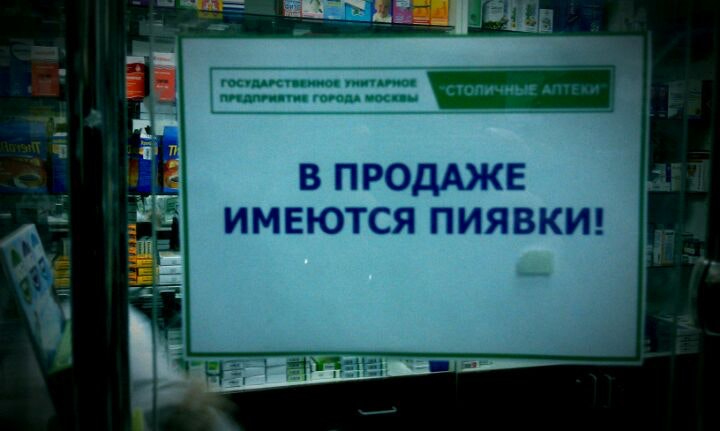 ГОСУДАРСТВЕННОЕ УНИТАРНОЕ
ПРЕДПРИЯТИЕ ГОРОДА МОСКВЫ
"СТОЛИЧНЫЕ АПТЕКИ"
В ПРОДАЖЕ
ИМЕЮТСЯ ПИЯВКИ!